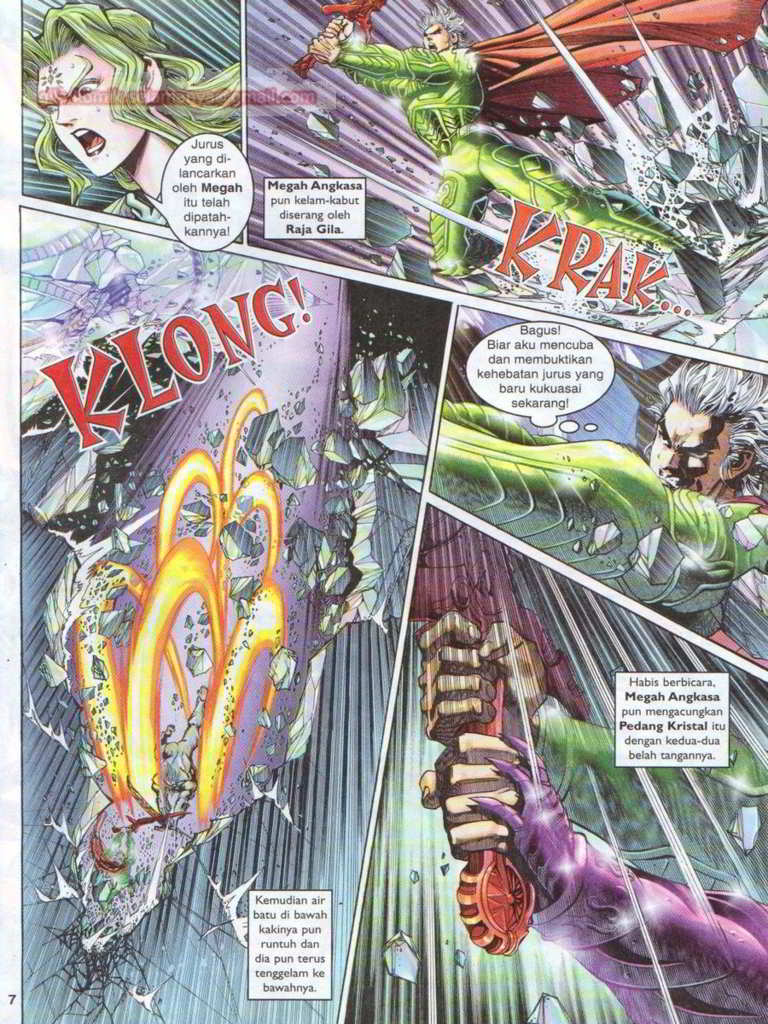 Jurus
yang di-
lancarkan
oleh Megah
itu telah
dipatah-
kannya!
Megah Angkasa
pun kelam-kabut
diserang oleh
Raja Gila.
KRAK...
KLONG!
Bagus!
Biar aku mencuba
dan membuktikan
kehebatan jurus yang
baru kukuasai
sekarang!
Habis berbicara,
Megah Angkasa
pun mengacungkan
Pedang Kristal itu
dengan kedua-dua
belah tangannya.
Kemudian air
batu di bawah
kakinya pun
runtuh dan
dia pun terus
tenggelam ke
bawahnya.
7